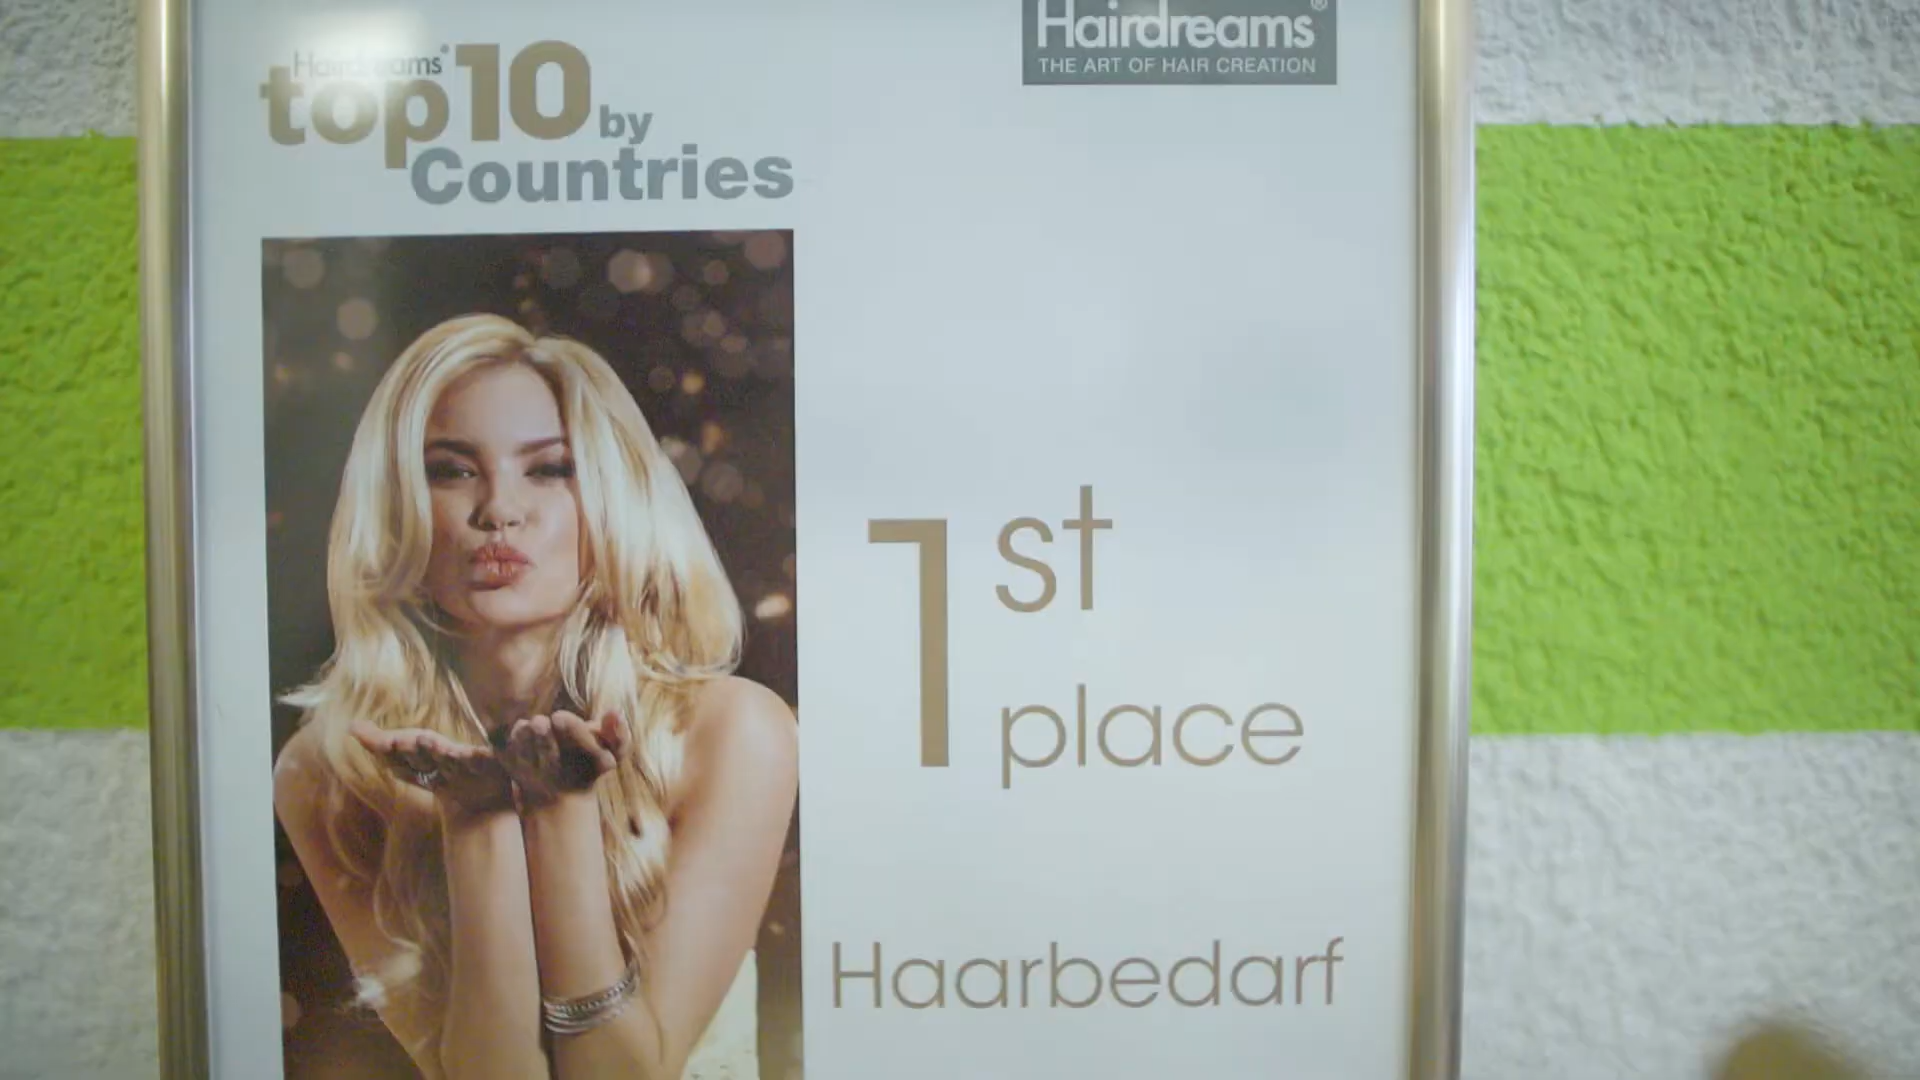 Hairdreams®
THE ART OF HAIR CREATION
Hairdreams®
top10 by
Countries
1st
place
Haarbedarf